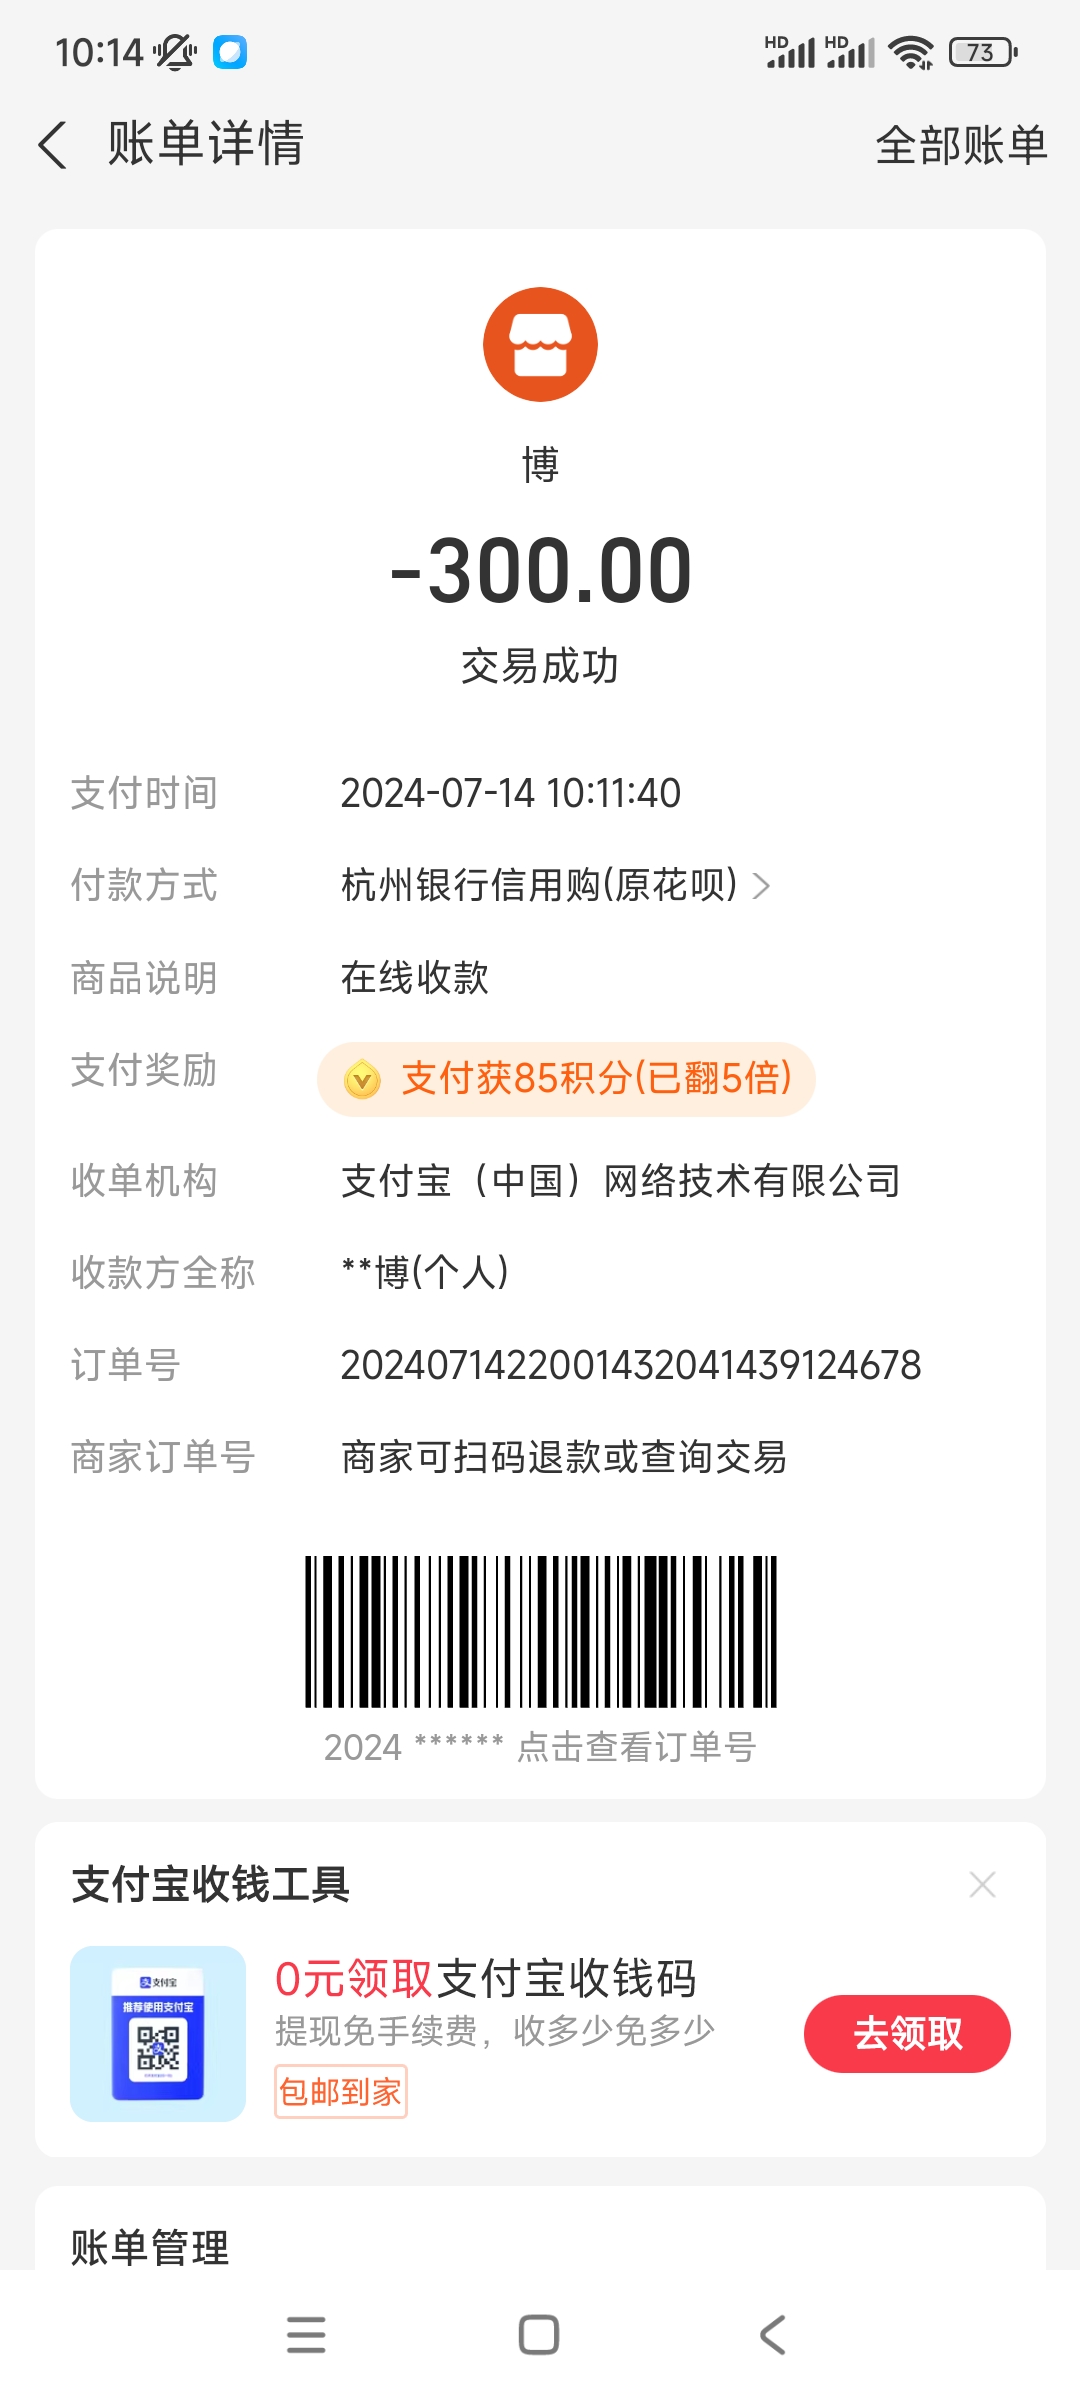 10:14 HD HD 73
账单详情 全部账单
博
-300.00
交易成功
支付时间 2024-07-14 10:11:40
付款方式 杭州银行信用购(原花呗)
商品说明 在线收款
支付奖励 支付获85积分(已翻5倍)
收单机构 支付宝（中国）网络技术有限公司
收款方全称 **博(个人)
订单号 2024071422001432041439124678
商家订单号 商家可扫码退款或查询交易
2024 ****** 点击查看订单号
支付宝收钱工具
支付宝
推荐使用支付宝
0元领取支付宝收钱码
提现免手续费，收多少免多少
包邮到家
去领取
账单管理